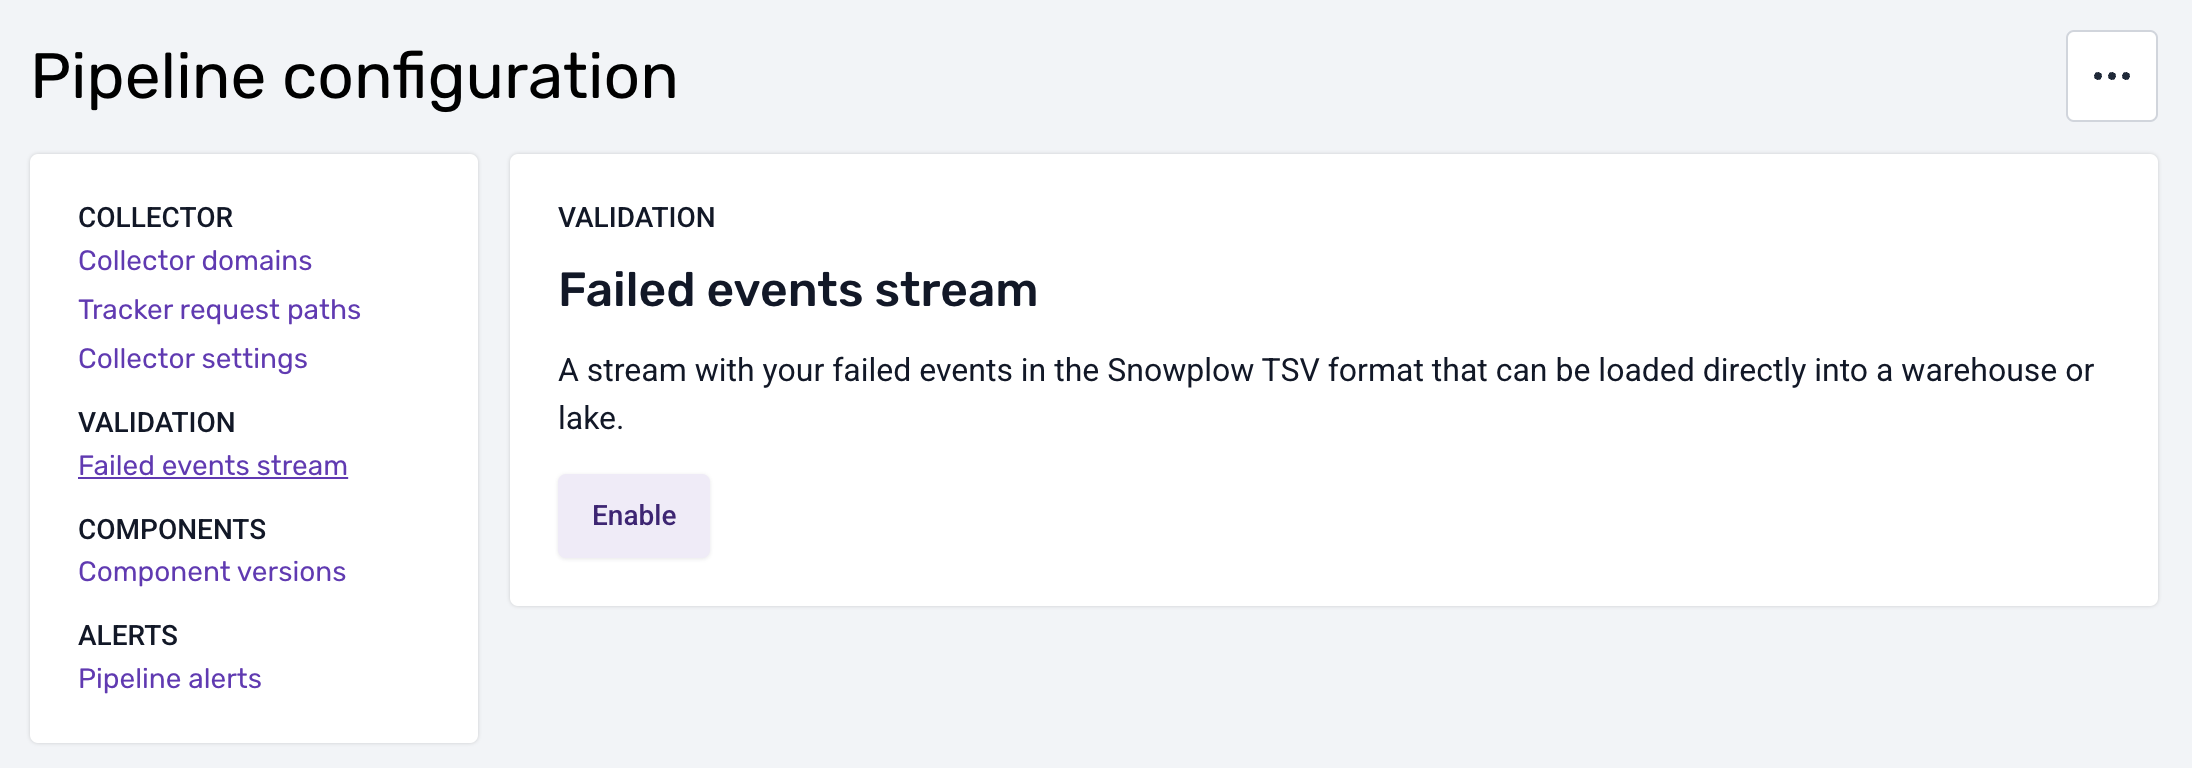 Pipeline configuration
COLLECTOR
Collector domains
Tracker request paths
Collector settings
VALIDATION
Failed events stream
COMPONENTS
Component versions
ALERTS
Pipeline alerts
VALIDATION
Failed events stream
A stream with your failed events in the Snowplow TSV format that can be loaded directly into a warehouse or
lake.
Enable